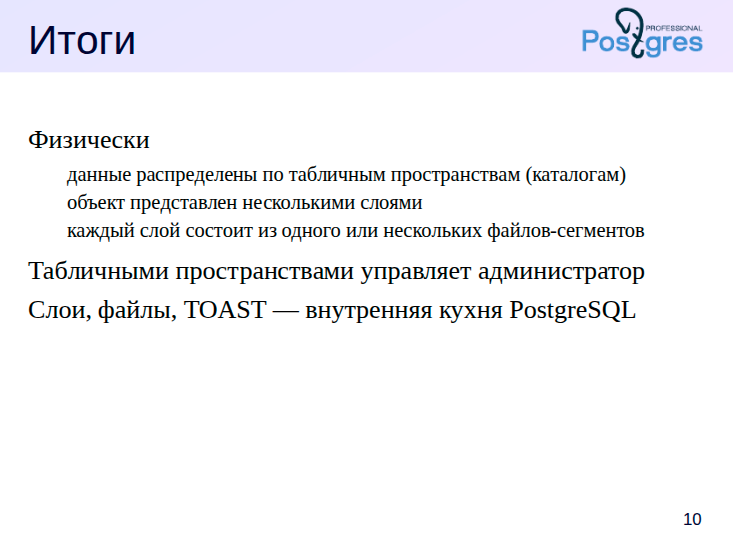 Итоги
PROFESSIONAL
Postgres
Физически
данные распределены по табличным пространствам (каталогам)
объект представлен несколькими слоями
каждый слой состоит из одного или нескольких файлов-сегментов
Табличными пространствами управляет администратор
Слои, файлы, TOAST — внутренняя кухня PostgreSQL
10